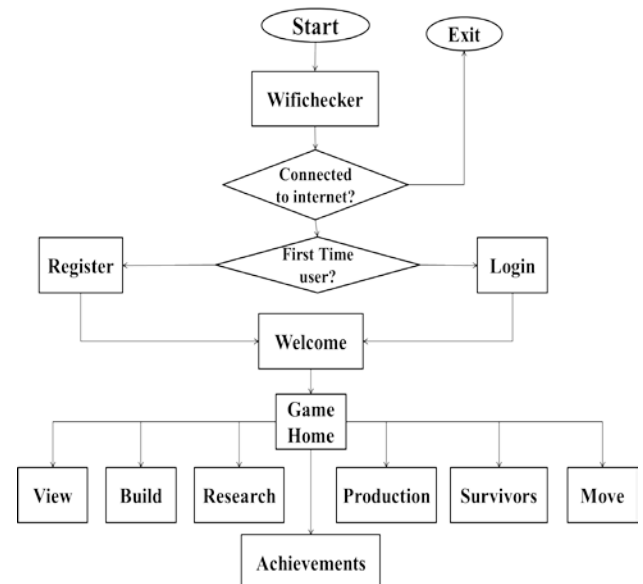 Start
Exit
Wifichecker
Connected
to internet?
First Time
user?
Register
Login
Welcome
Game
Home
View
Build
Research
Production
Survivors
Move
Achievements